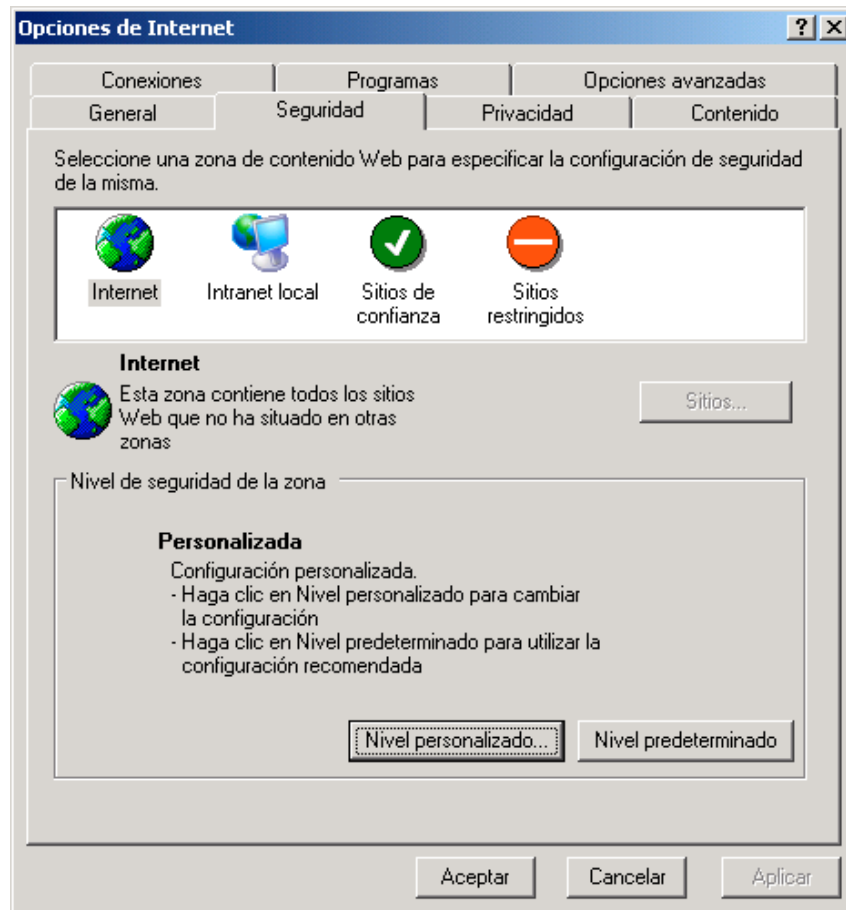 Opciones de Internet
Conexiones Programas Opciones avanzadas
General Seguridad Privacidad Contenido
Seleccione una zona de contenido Web para especificar la configuración de seguridad
de la misma.
Internet Intranet local Sitios de confianza Sitios restringidos
Internet
Esta zona contiene todos los sitios
Web que no ha situado en otras
zonas
Sitios...
Nivel de seguridad de la zona
Personalizada
Configuración personalizada.
- Haga clic en Nivel personalizado para cambiar
la configuración
- Haga clic en Nivel predeterminado para utilizar la
configuración recomendada
Nivel personalizado... Nivel predeterminado
Aceptar Cancelar Aplicar